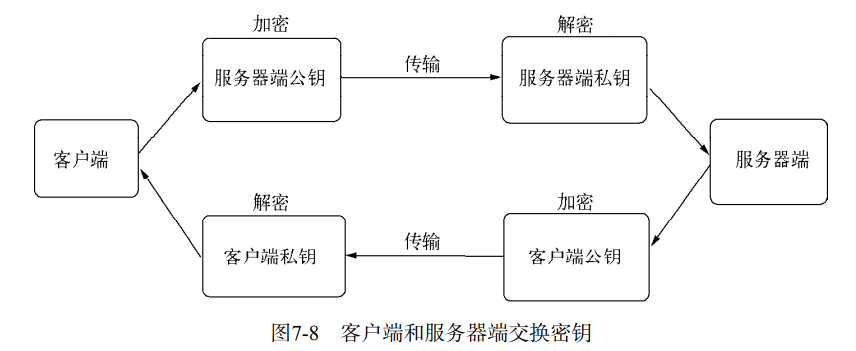 加密
解密
服务器端公钥
传输
服务器端私钥
客户端
服务器端
解密
加密
客户端私钥
传输
客户端公钥
图7-8 客户端和服务器端交换密钥